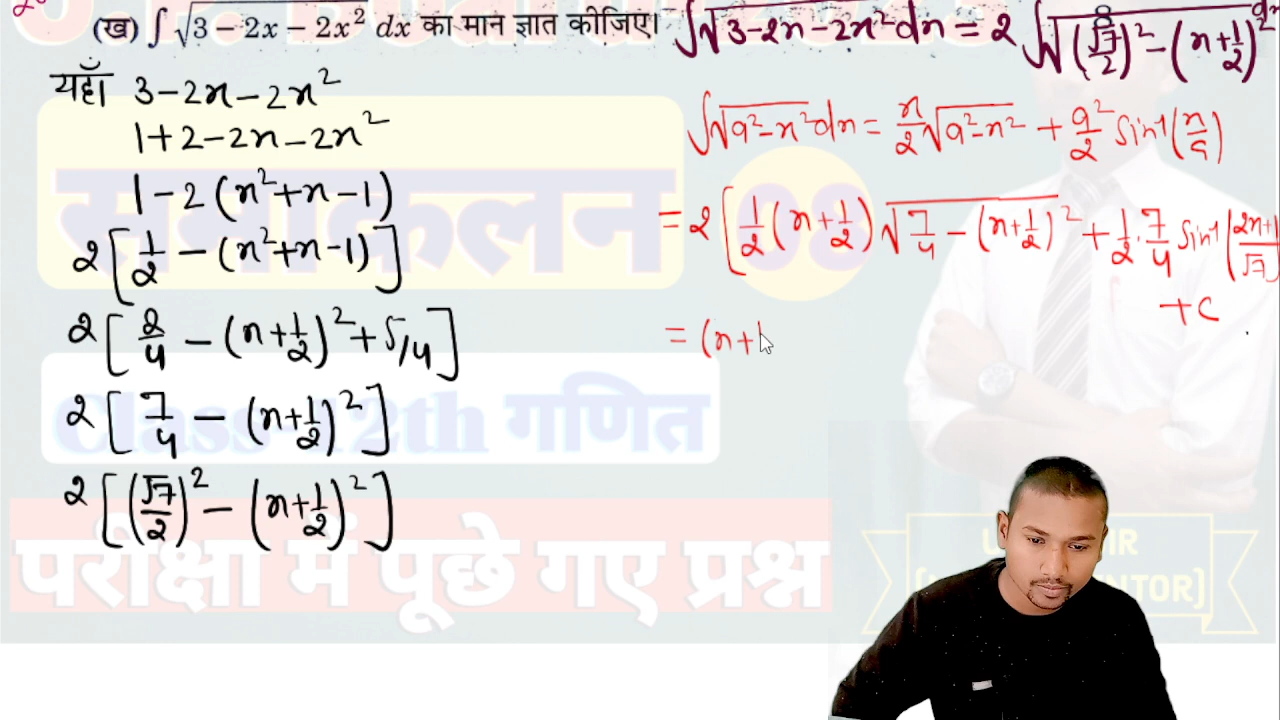 (ख) ∫ √3 − 2x − 2x² dx का मान ज्ञात कीजिए।
∫√3-2x-2x² dx = 2 ∫√(√7/2)² - (x+1/2)² dx
यहाँ 3-2x-2x²
1+2-2x-2x²
1-2(x²+x-1)
2[1/2 - (x²+x-1)]
2[2/4 - (x+1/2)² + 5/4]
2[7/4 - (x+1/2)²]
2[(√7/2)² - (x+1/2)²]
∫√a²-x² dx = x/2 √a²-x² + a²/2 sin⁻¹(x/a)
= 2[1/2 (x+1/2) √7/4 - (x+1/2)² + 1/2 · 7/4 sin⁻¹(2x+1/√7)
+ c
= (x+1
समाकलन 08
Class 12th गणित
परीक्षा में पूछे गए प्रश्न